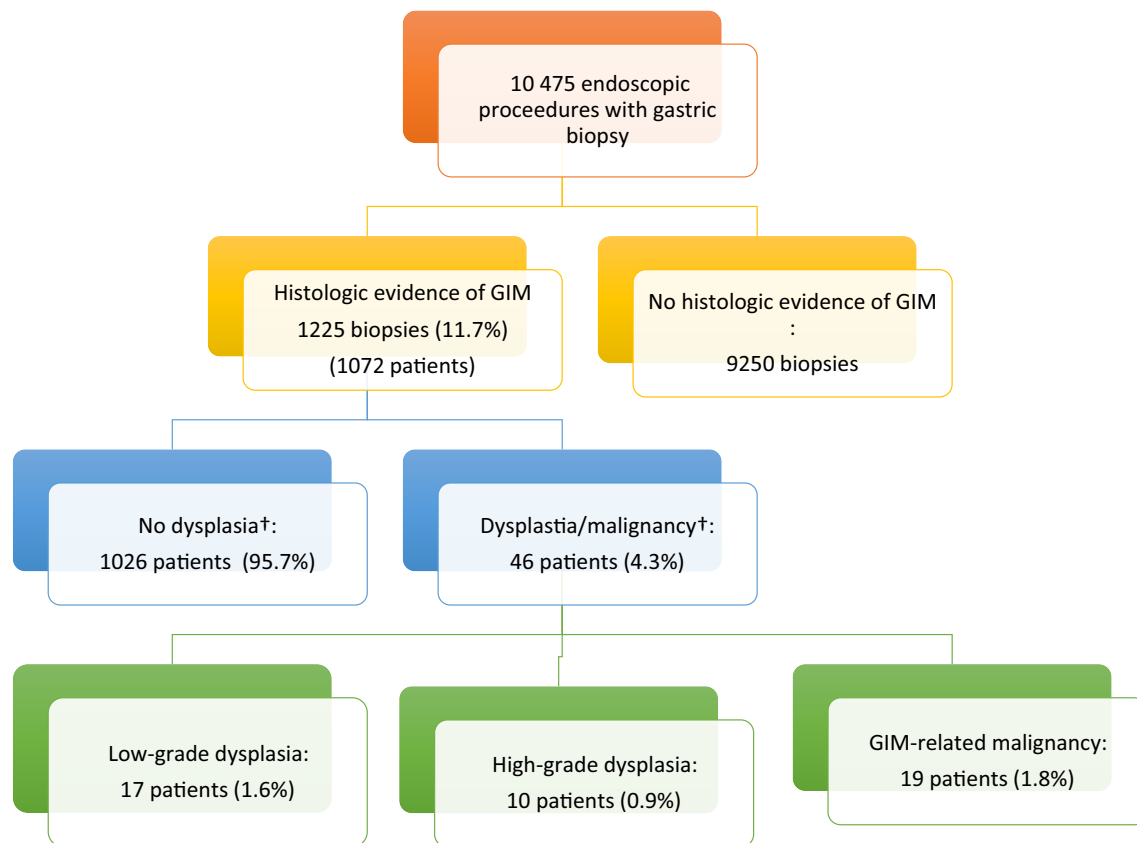 10 475 endoscopic
proceedures with gastric
biopsy
Histologic evidence of GIM
1225 biopsies (11.7%)
(1072 patients)
No histologic evidence of GIM
:
9250 biopsies
No dysplasia†:
1026 patients (95.7%)
Dysplastia/malignancy†:
46 patients (4.3%)
Low-grade dysplasia:
17 patients (1.6%)
High-grade dysplasia:
10 patients (0.9%)
GIM-related malignancy:
19 patients (1.8%)